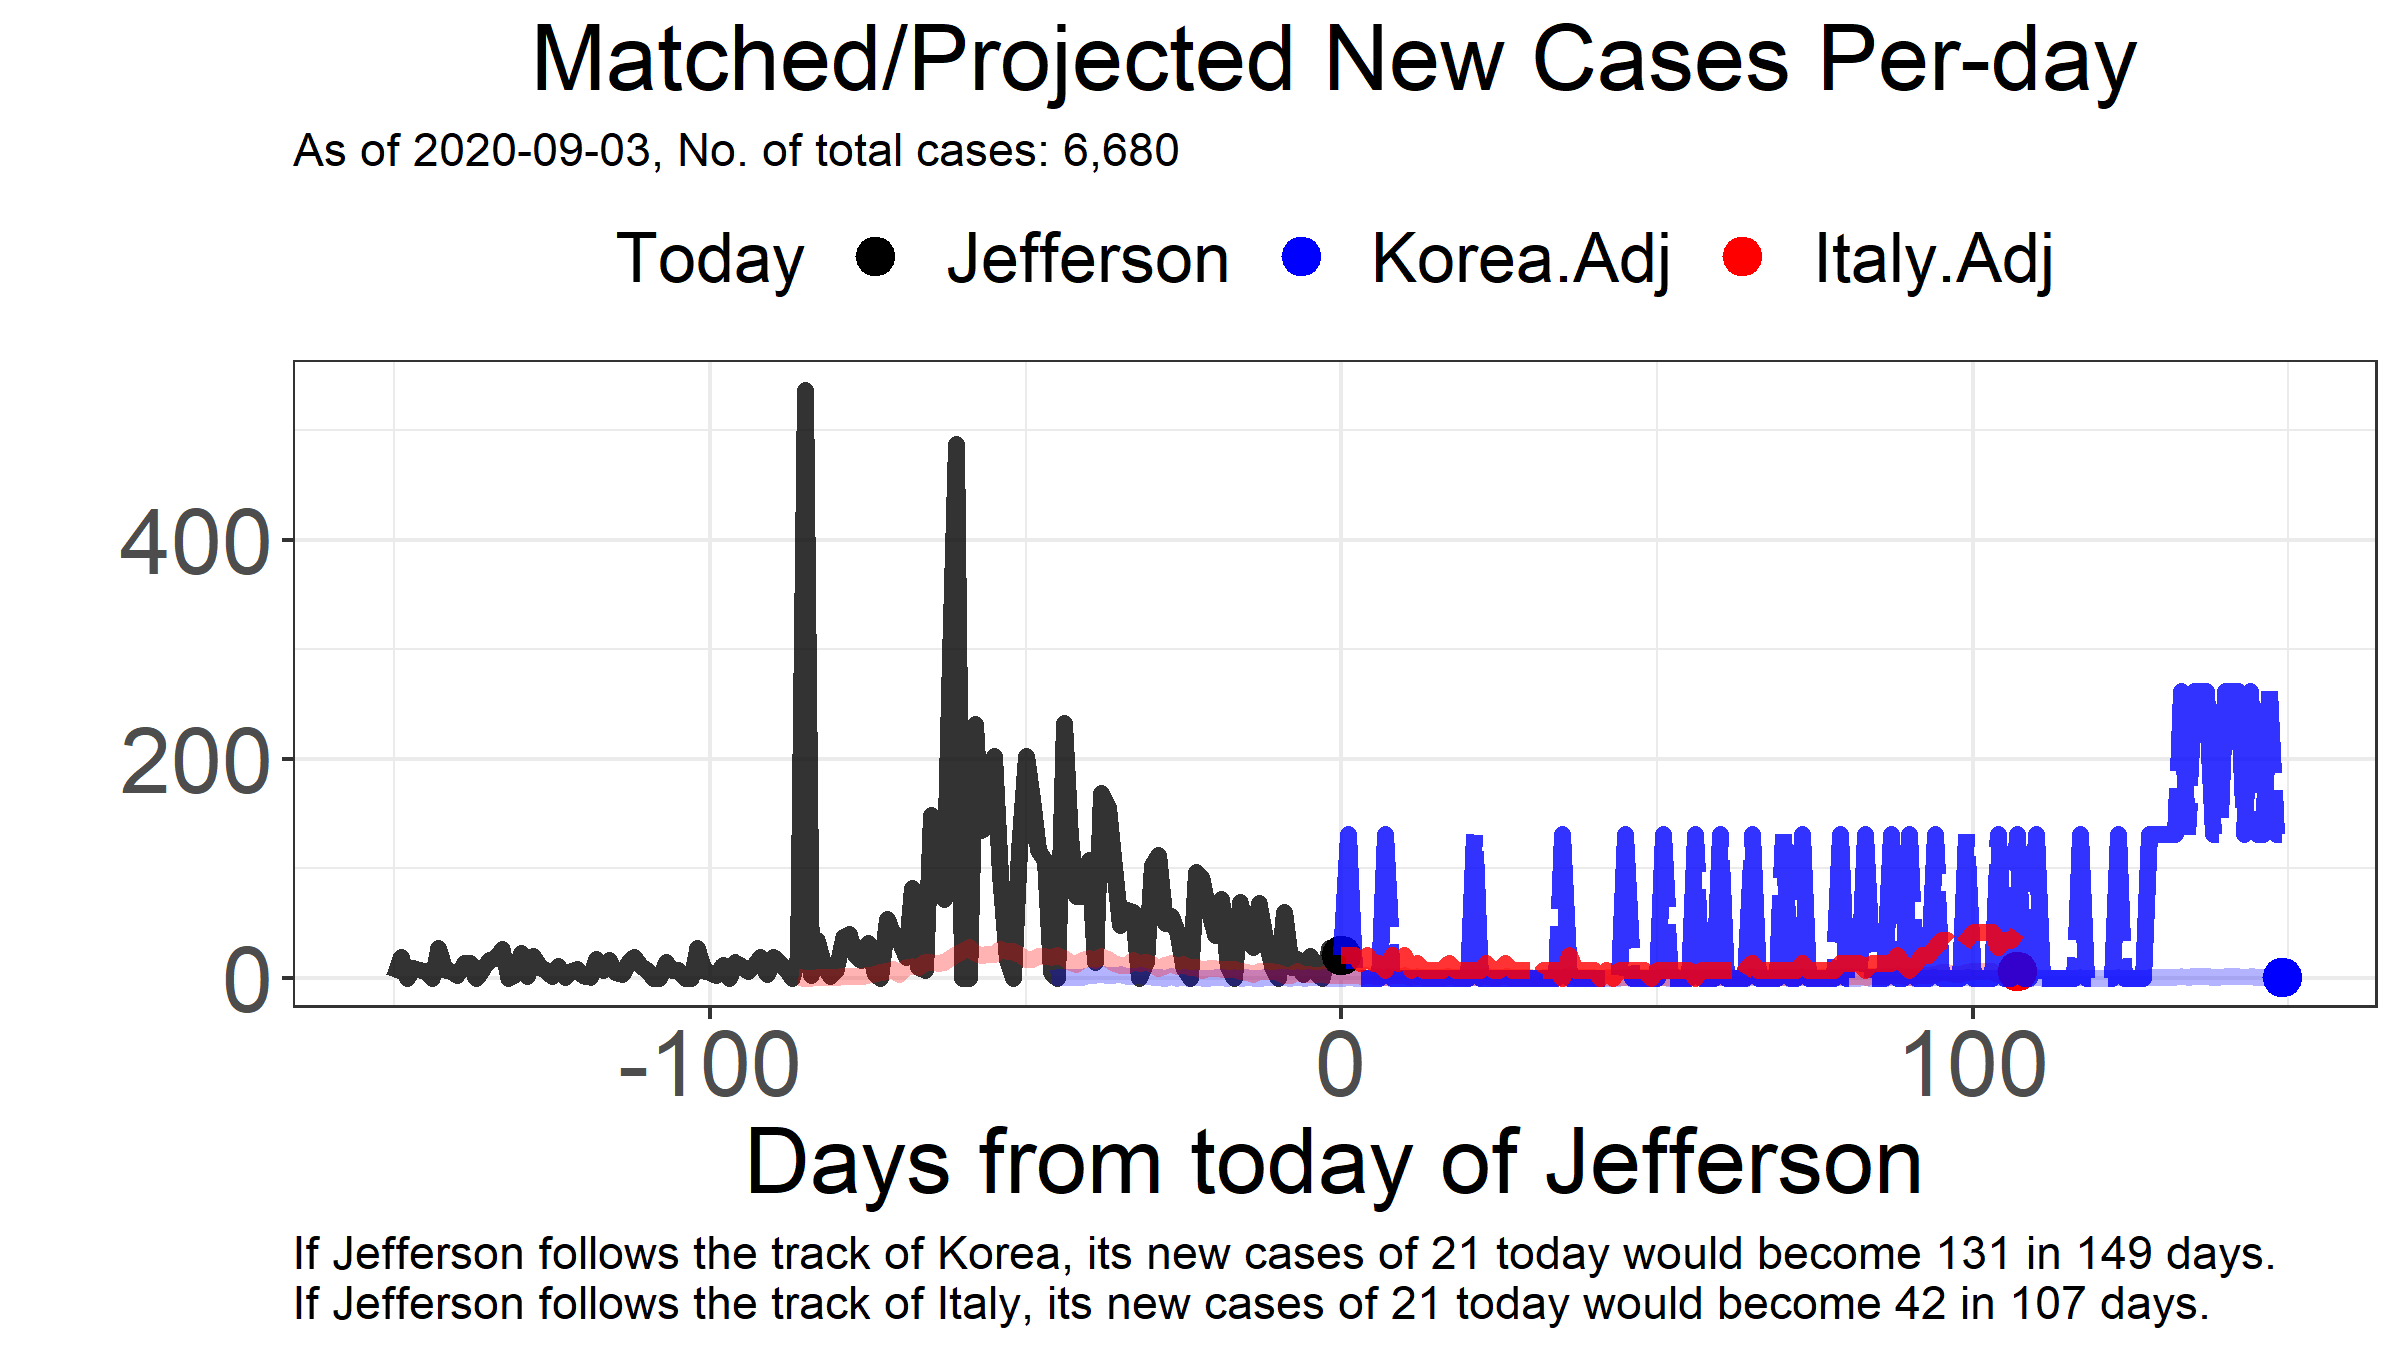 Matched/Projected New Cases Per-day
As of 2020-09-03, No. of total cases: 6,680
Today Jefferson Korea.Adj Italy.Adj
400
200
0
-100 0 100
Days from today of Jefferson
If Jefferson follows the track of Korea, its new cases of 21 today would become 131 in 149 days.
If Jefferson follows the track of Italy, its new cases of 21 today would become 42 in 107 days.